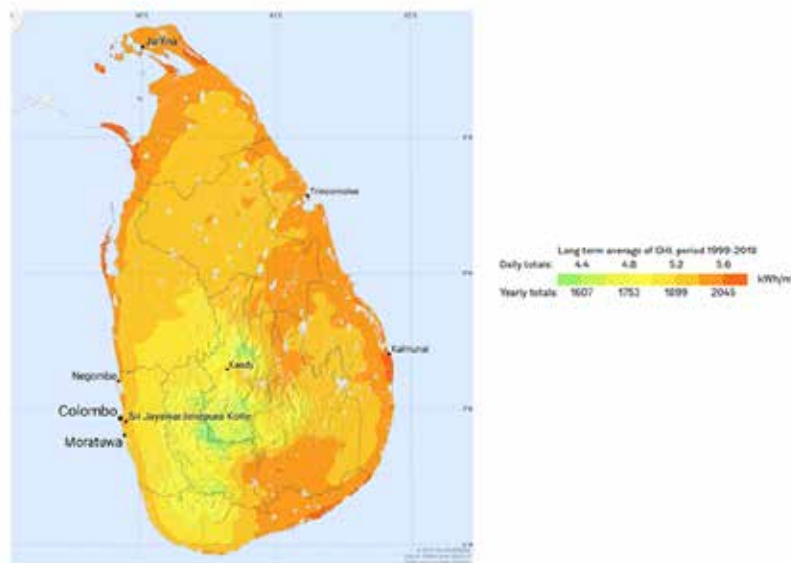 Jaffna
Trincomalee
Kalmunai
Kandy
Negombo
Colombo
Sri Jayewardenepura Kotte
Moratuwa
Long term average of GHI, period 1999-2018
Daily totals: 4.4 4.8 5.2 5.6
kWh/m
Yearly totals: 1607 1753 1899 2045